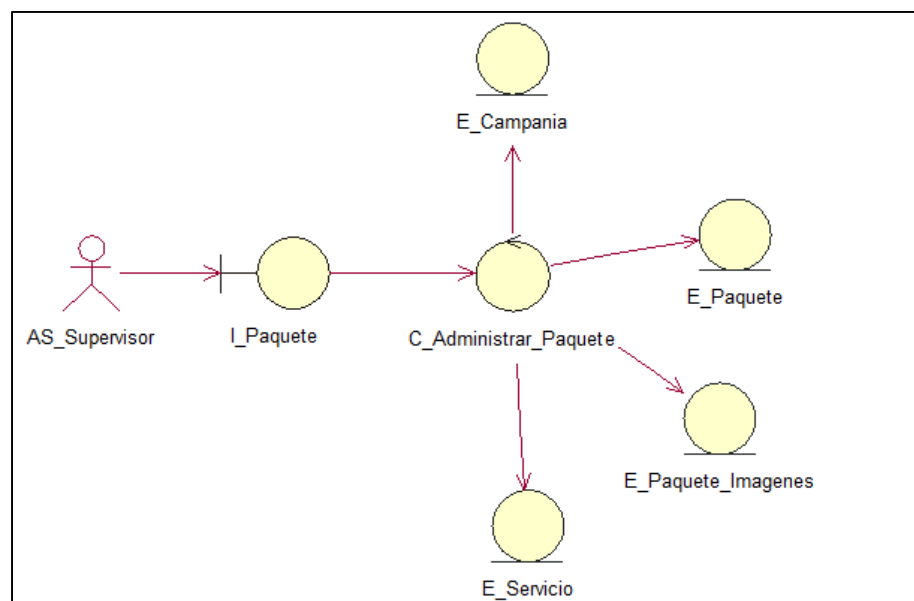 E_Campania
E_Paquete
AS_Supervisor
I_Paquete
C_Administrar_Paquete
E_Paquete_Imagenes
E_Servicio